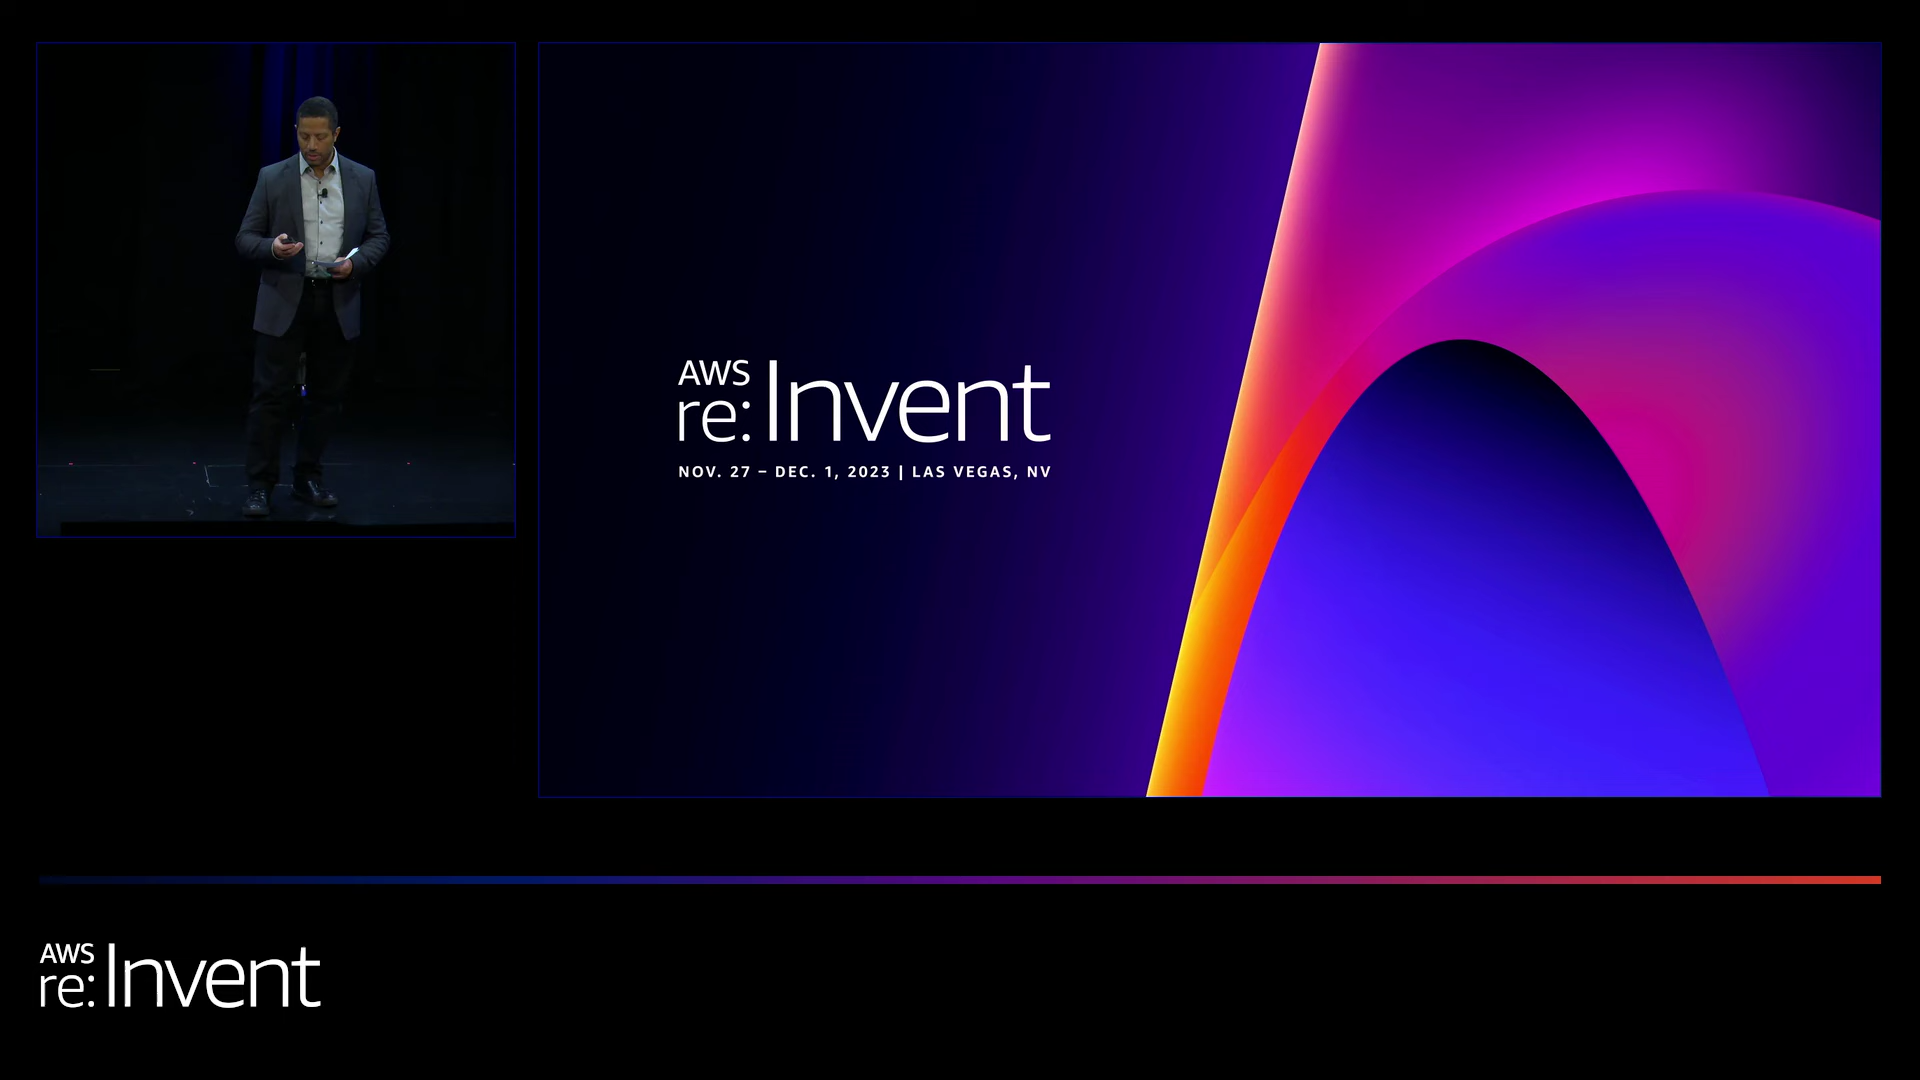 AWS
re:Invent
NOV. 27 – DEC. 1, 2023 | LAS VEGAS, NV
AWS
re:Invent